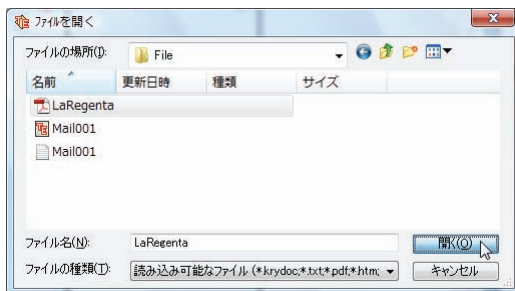 ファイルを開く
ファイルの場所(I): File
名前 更新日時 種類 サイズ
LaRegenta
Mail001
Mail001
ファイル名(N): LaRegenta 開く(O)
ファイルの種類(T): 読み込み可能なファイル (*.krydoc;*.txt;*.pdf;*.htm; キャンセル